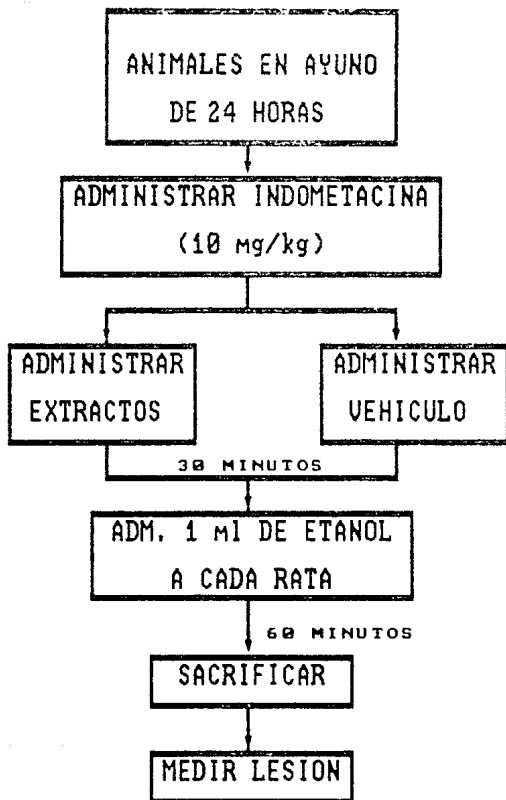 ANIMALES EN AYUNO
DE 24 HORAS
ADMINISTRAR INDOMETACINA
(10 mg/kg)
ADMINISTRAR
EXTRACTOS
ADMINISTRAR
VEHICULO
30 MINUTOS
ADM. 1 ml DE ETANOL
A CADA RATA
60 MINUTOS
SACRIFICAR
MEDIR LESION